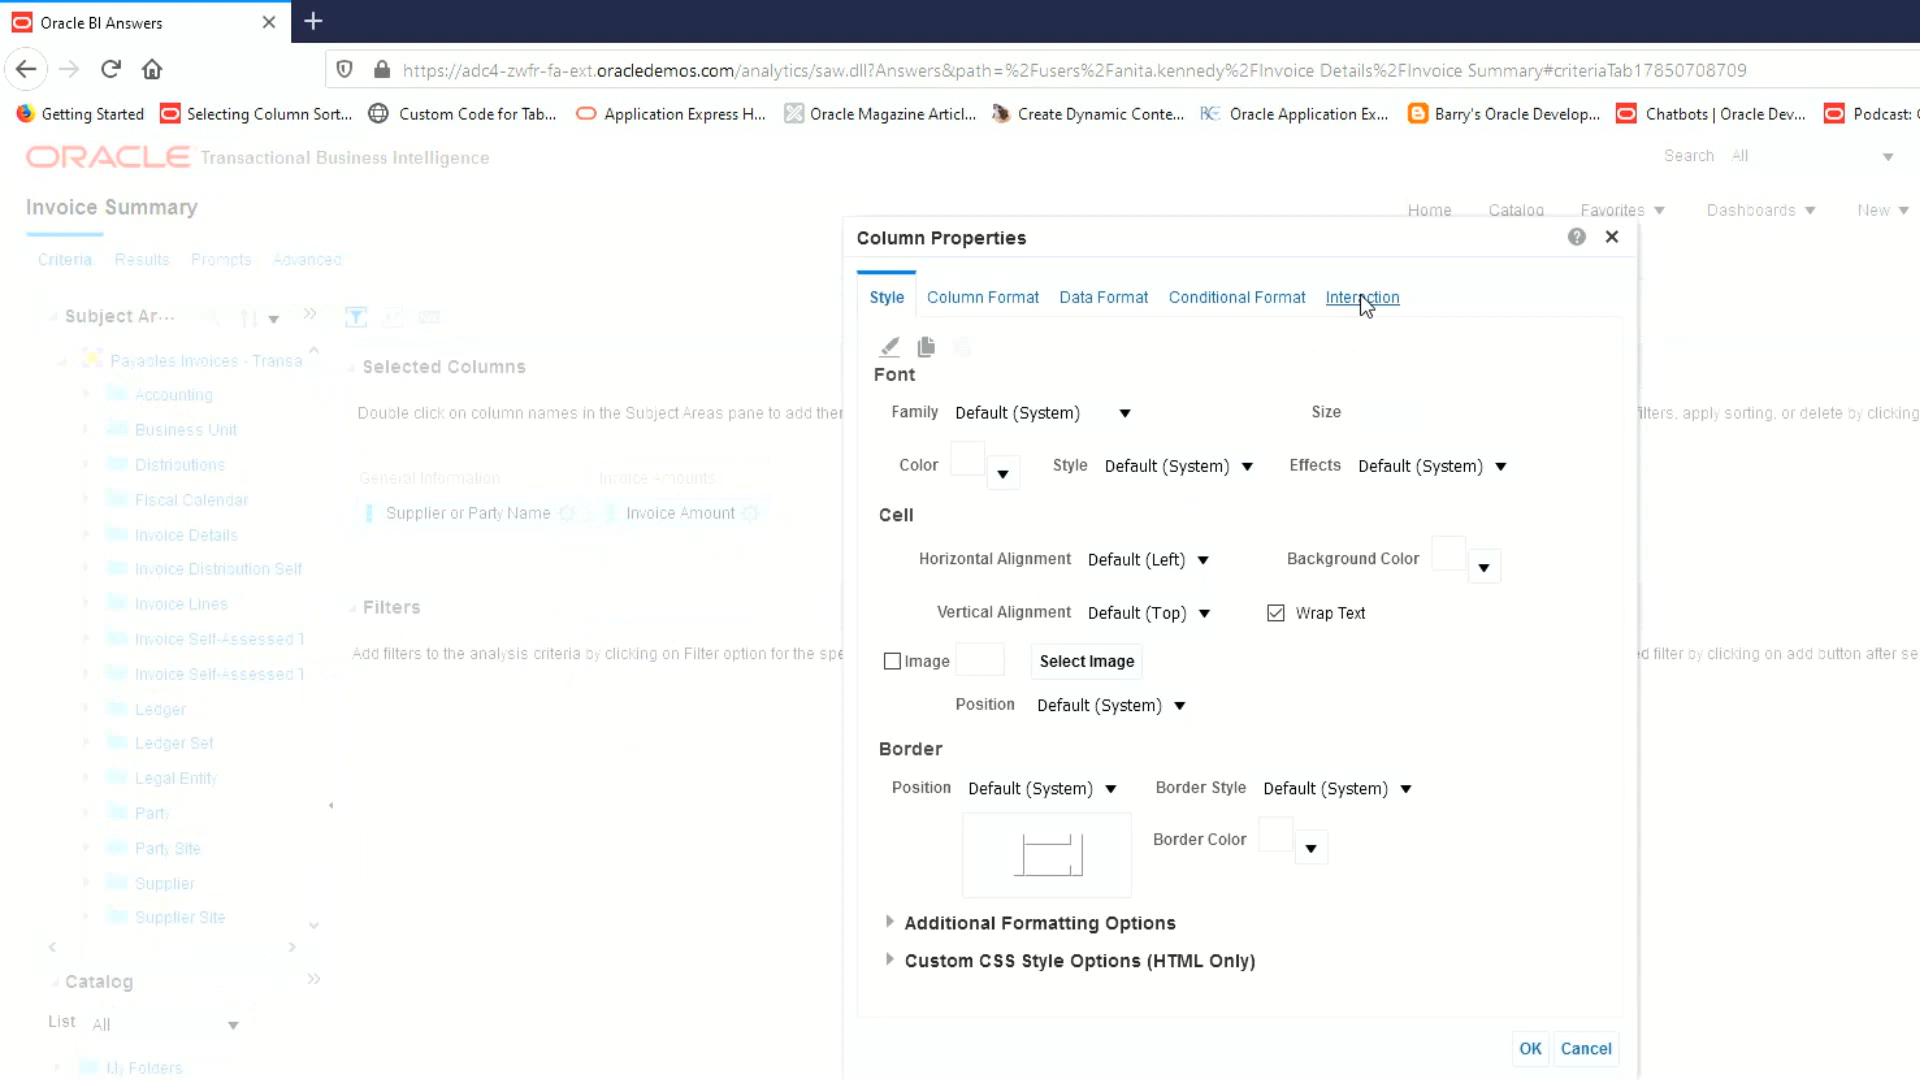 Oracle BI Answers
https://adc4-zwfr-fa-ext.oracledemos.com/analytics/saw.dll?Answers&path=%2Fusers%2Fanita.kennedy%2FInvoice Details%2FInvoice Summary#criteriaTab17850708709
Getting Started Selecting Column Sort... Custom Code for Tab... Application Express H... Oracle Magazine Articl... Create Dynamic Conte... Oracle Application Ex... Barry's Oracle Develop... Chatbots | Oracle Dev... Podcast:
ORACLE Transactional Business Intelligence
Search All
Invoice Summary
Home Catalog Favorites Dashboards New
Criteria Results Prompts Advanced
Subject Ar...
Payables Invoices - Transa
Accounting
Business Unit
Distributions
Fiscal Calendar
Invoice Details
Invoice Distribution Self
Invoice Lines
Invoice Self-Assessed T
Invoice Self-Assessed T
Ledger
Ledger Set
Legal Entity
Party
Party Site
Supplier
Supplier Site
Catalog
List All
My Folders
Selected Columns
Double click on column names in the Subject Areas pane to add then
filters, apply sorting, or delete by clicking
General Information Invoice Amounts
Supplier or Party Name Invoice Amount
Filters
Add filters to the analysis criteria by clicking on Filter option for the spe
d filter by clicking on add button after se
Column Properties
Style Column Format Data Format Conditional Format Interaction
Font
Family Default (System) Size
Color Style Default (System) Effects Default (System)
Cell
Horizontal Alignment Default (Left) Background Color
Vertical Alignment Default (Top) Wrap Text
Image Select Image
Position Default (System)
Border
Position Default (System) Border Style Default (System)
Border Color
Additional Formatting Options
Custom CSS Style Options (HTML Only)
OK Cancel